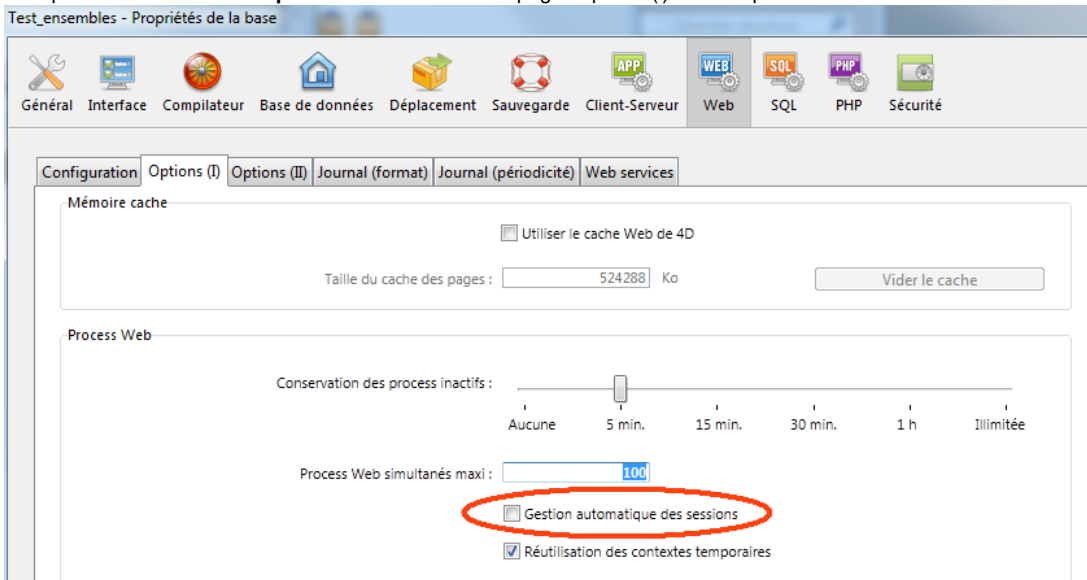 Test_ensembles - Propriétés de la base
APP WEB SQL PHP
Général Interface Compilateur Base de données Déplacement Sauvegarde Client-Serveur Web SQL PHP Sécurité
Configuration Options (I) Options (II) Journal (format) Journal (périodicité) Web services
Mémoire cache
Utiliser le cache Web de 4D
Taille du cache des pages : 524288 Ko Vider le cache
Process Web
Conservation des process inactifs :
Aucune 5 min. 15 min. 30 min. 1 h Illimitée
Process Web simultanés maxi : 100
Gestion automatique des sessions
Réutilisation des contextes temporaires